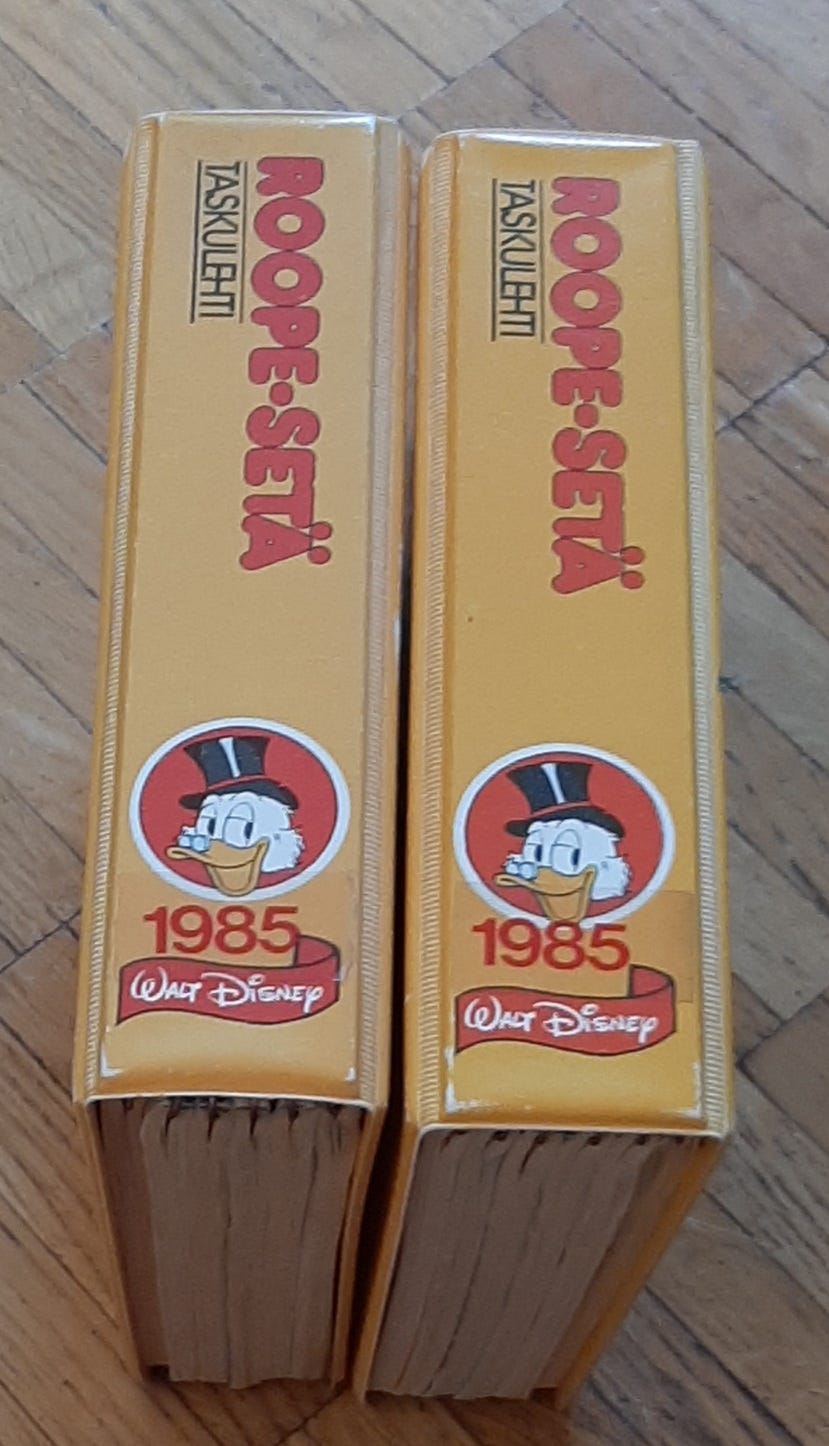 ROOPE-SETÄ
TASKULEHTI
1985
WALT DISNEY
ROOPE-SETÄ
TASKULEHTI
1985
WALT DISNEY